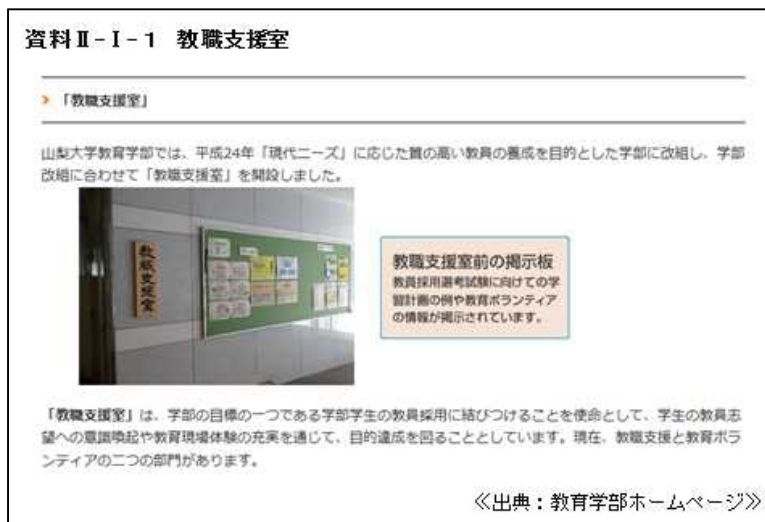 資料Ⅱ-Ⅰ-1 教職支援室
「教職支援室」
山梨大学教育学部では、平成24年「現代ニーズ」に応じた質の高い教員の養成を目的とした学部に改組し、学部
改組に合わせて「教職支援室」を開設しました。
教職支援室
教職支援室前の掲示板
教員採用選考試験に向けての学
習計画の例や教育ボランティア
の情報が掲示されています。
「教職支援室」は、学部の目標の一つである学部学生の教員採用に結びつけることを使命として、学生の教員志
望への意識喚起や教育現場体験の充実を通じて、目的達成を図ることとしています。現在、教職支援と教育ボラ
ンティアの二つの部門があります。
≪出典：教育学部ホームページ≫